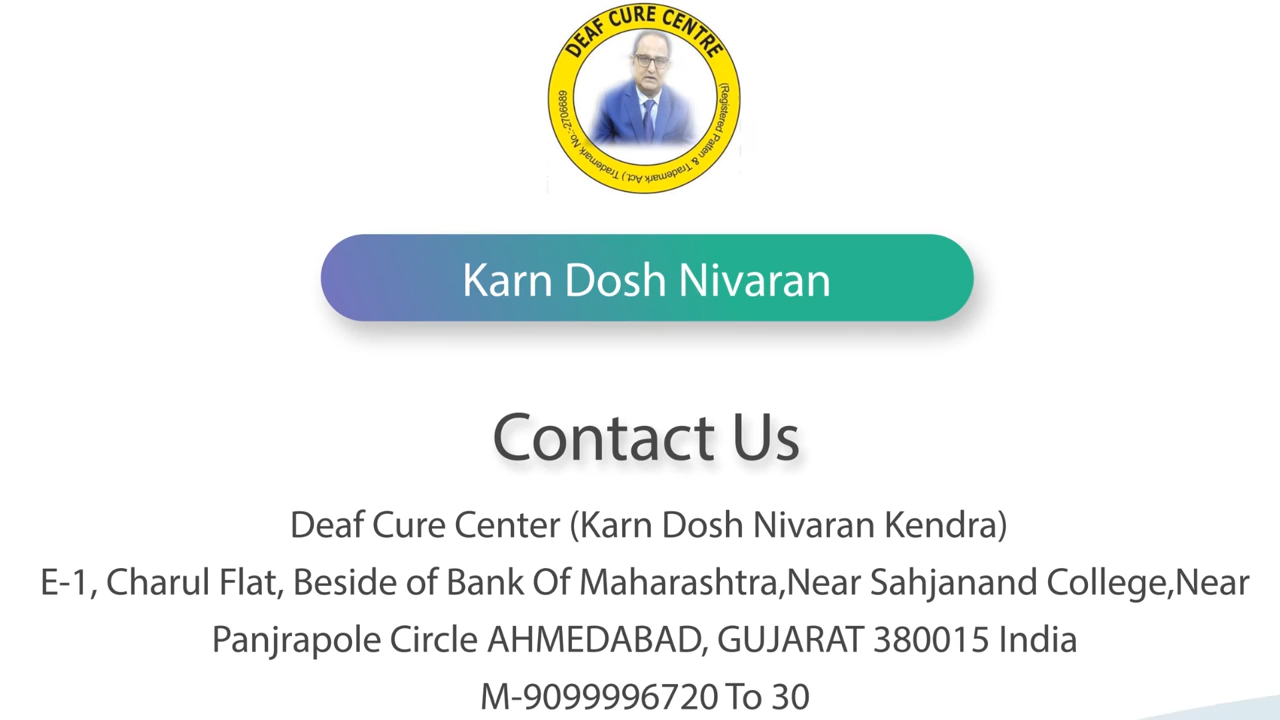 DEAF CURE CENTRE
(Registered Patten & Trademark Act.) Trademark No.-2706689
Karn Dosh Nivaran
Contact Us
Deaf Cure Center (Karn Dosh Nivaran Kendra)
E-1, Charul Flat, Beside of Bank Of Maharashtra,Near Sahjanand College,Near
Panjrapole Circle AHMEDABAD, GUJARAT 380015 India
M-9099996720 To 30